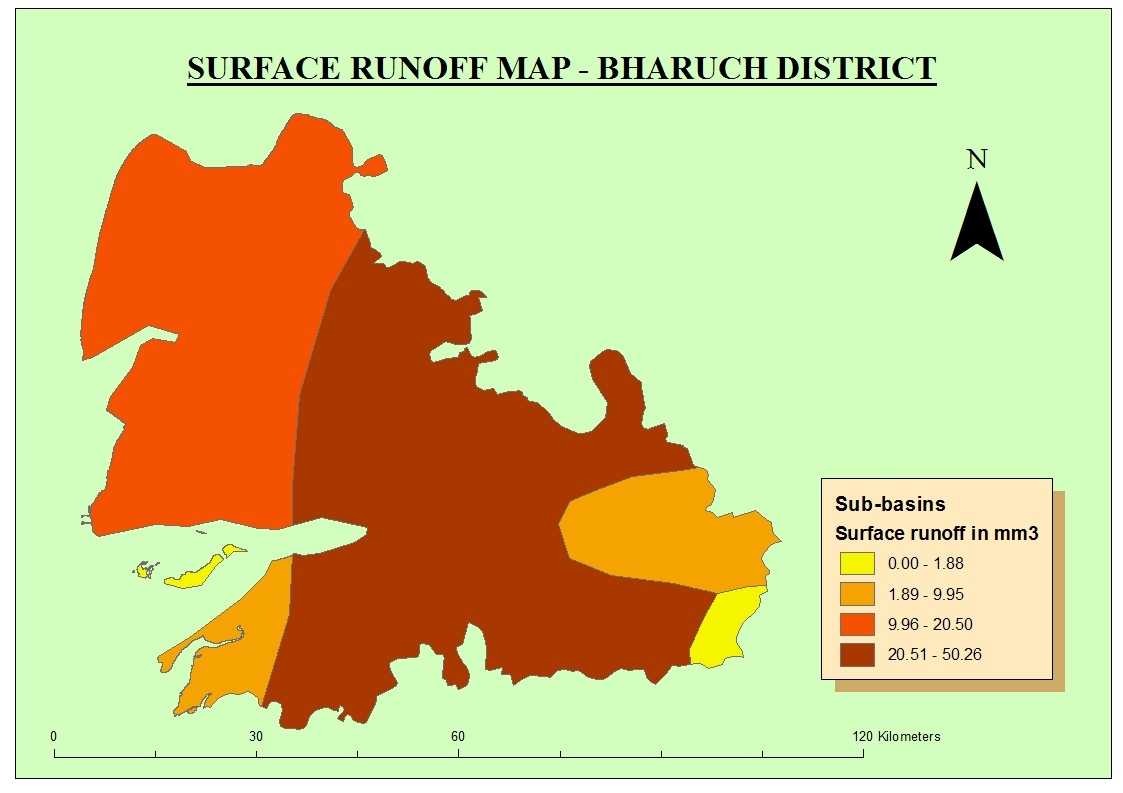 SURFACE RUNOFF MAP - BHARUCH DISTRICT
N
Sub-basins
Surface runoff in mm3
0.00 - 1.88
1.89 - 9.95
9.96 - 20.50
20.51 - 50.26
0 30 60 120 Kilometers